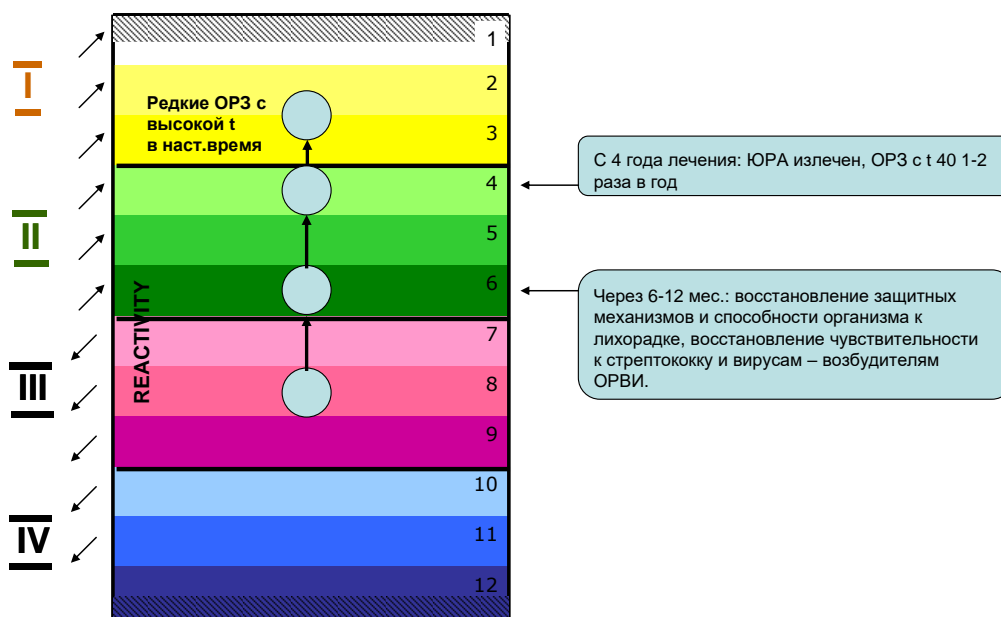 I
II
III
IV
1
2
3
4
5
6
7
8
9
10
11
12
Редкие ОРЗ с
высокой t
в наст.время
REACTIVITY
С 4 года лечения: ЮРА излечен, ОРЗ с t 40 1-2
раза в год
Через 6-12 мес.: восстановление защитных
механизмов и способности организма к
лихорадке, восстановление чувствительности
к стрептококку и вирусам – возбудителям
ОРВИ.